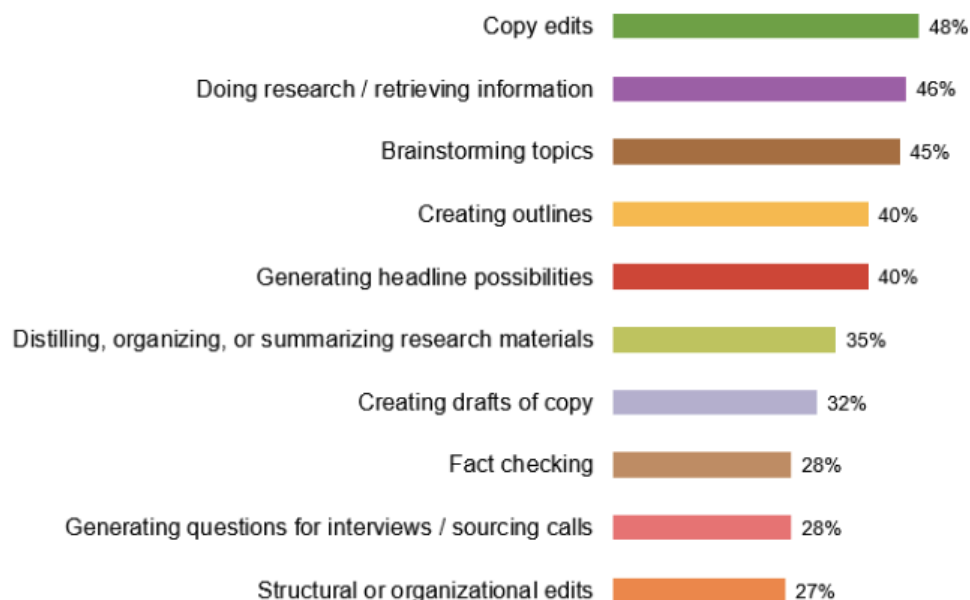 Copy edits 48%
Doing research / retrieving information 46%
Brainstorming topics 45%
Creating outlines 40%
Generating headline possibilities 40%
Distilling, organizing, or summarizing research materials 35%
Creating drafts of copy 32%
Fact checking 28%
Generating questions for interviews / sourcing calls 28%
Structural or organizational edits 27%